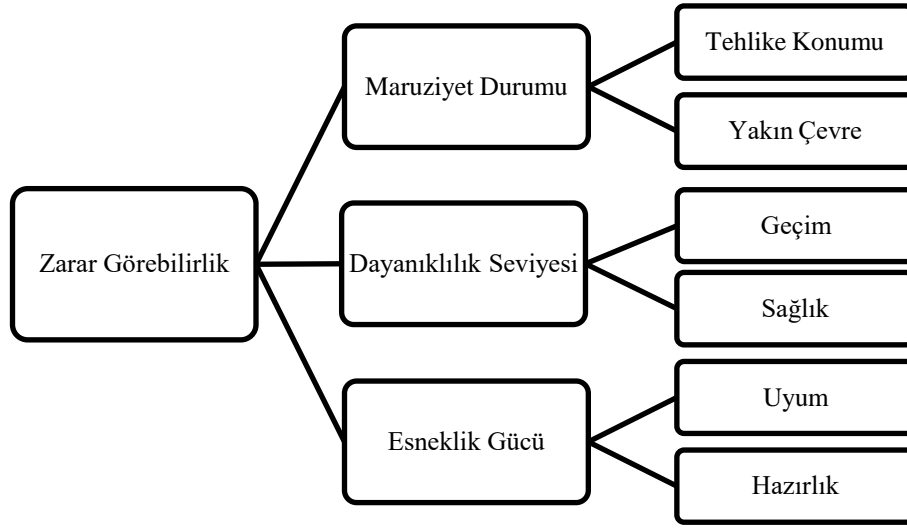 Zarar Görebilirlik
Maruziyet Durumu
Tehlike Konumu
Yakın Çevre
Dayanıklılık Seviyesi
Geçim
Sağlık
Esneklik Gücü
Uyum
Hazırlık